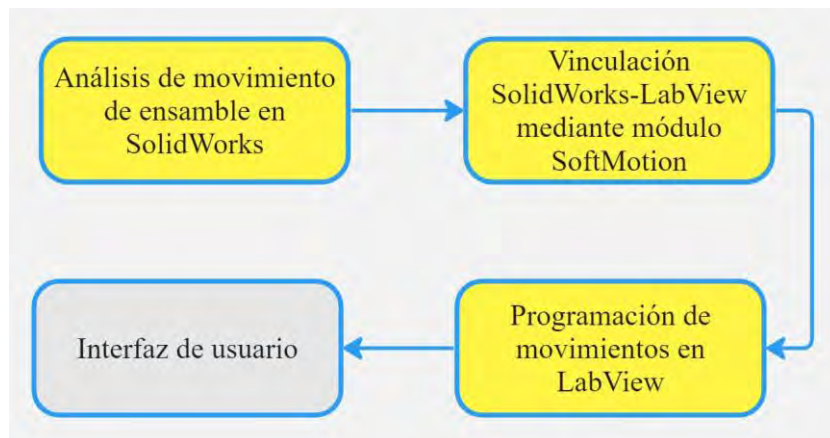 Análisis de movimiento
de ensamble en
SolidWorks
Vinculación
SolidWorks-LabView
mediante módulo
SoftMotion
Programación de
movimientos en
LabView
Interfaz de usuario